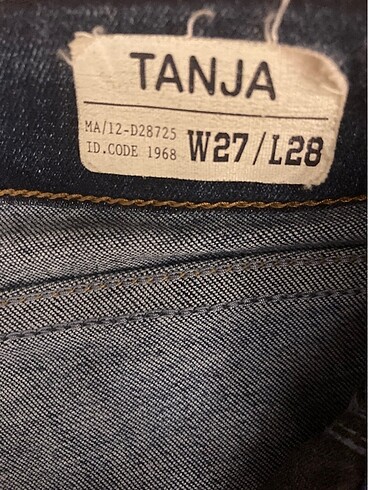 TANJA
MA/12-D28725
ID.CODE 1968 W27/L28